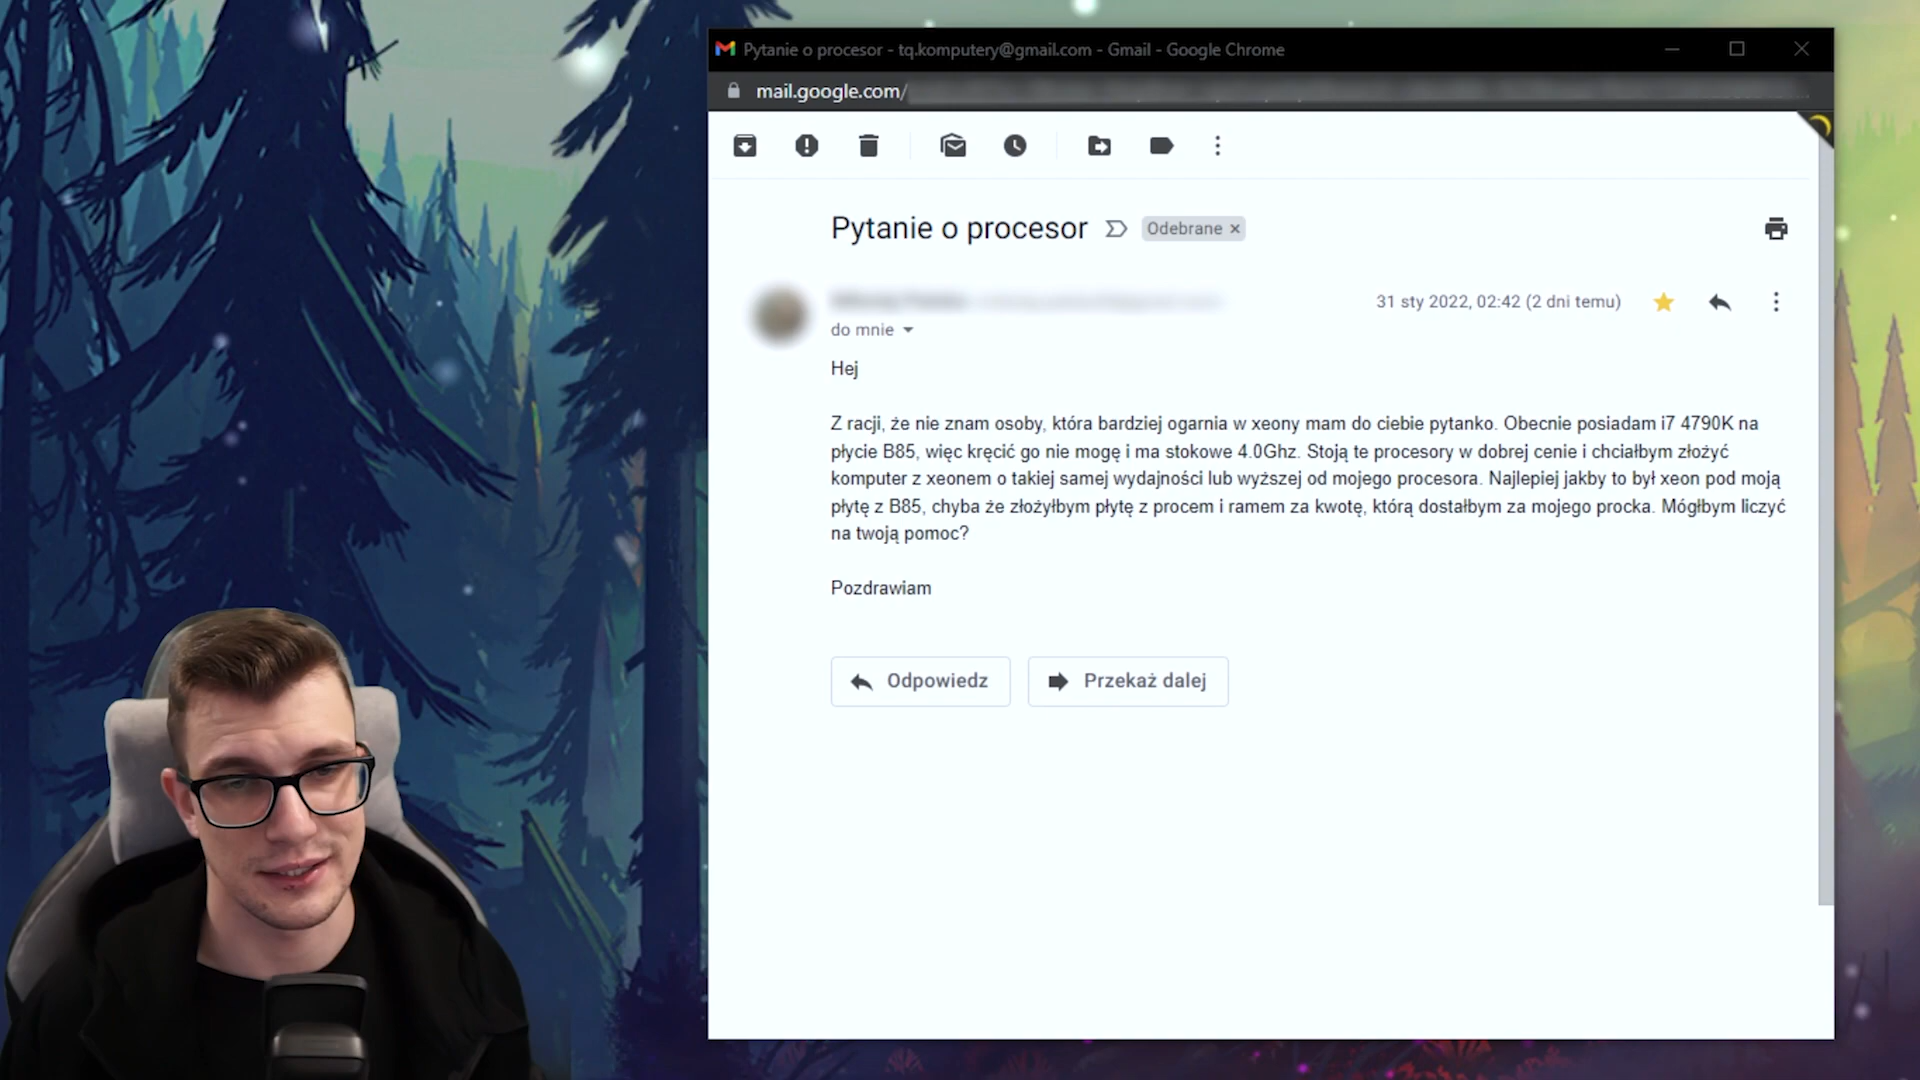 Pytanie o procesor - tq.komputery@gmail.com - Gmail - Google Chrome
mail.google.com/
Pytanie o procesor
Odebrane ×
31 sty 2022, 02:42 (2 dni temu)
do mnie
Hej
Z racji, że nie znam osoby, która bardziej ogarnia w xeony mam do ciebie pytanko. Obecnie posiadam i7 4790K na
płycie B85, więc kręcić go nie mogę i ma stokowe 4.0Ghz. Stoją te procesory w dobrej cenie i chciałbym złożyć
komputer z xeonem o takiej samej wydajności lub wyższej od mojego procesora. Najlepiej jakby to był xeon pod moją
płytę z B85, chyba że złożyłbym płytę z procem i ramem za kwotę, którą dostałbym za mojego procka. Mógłbym liczyć
na twoją pomoc?
Pozdrawiam
Odpowiedz
Przekaż dalej